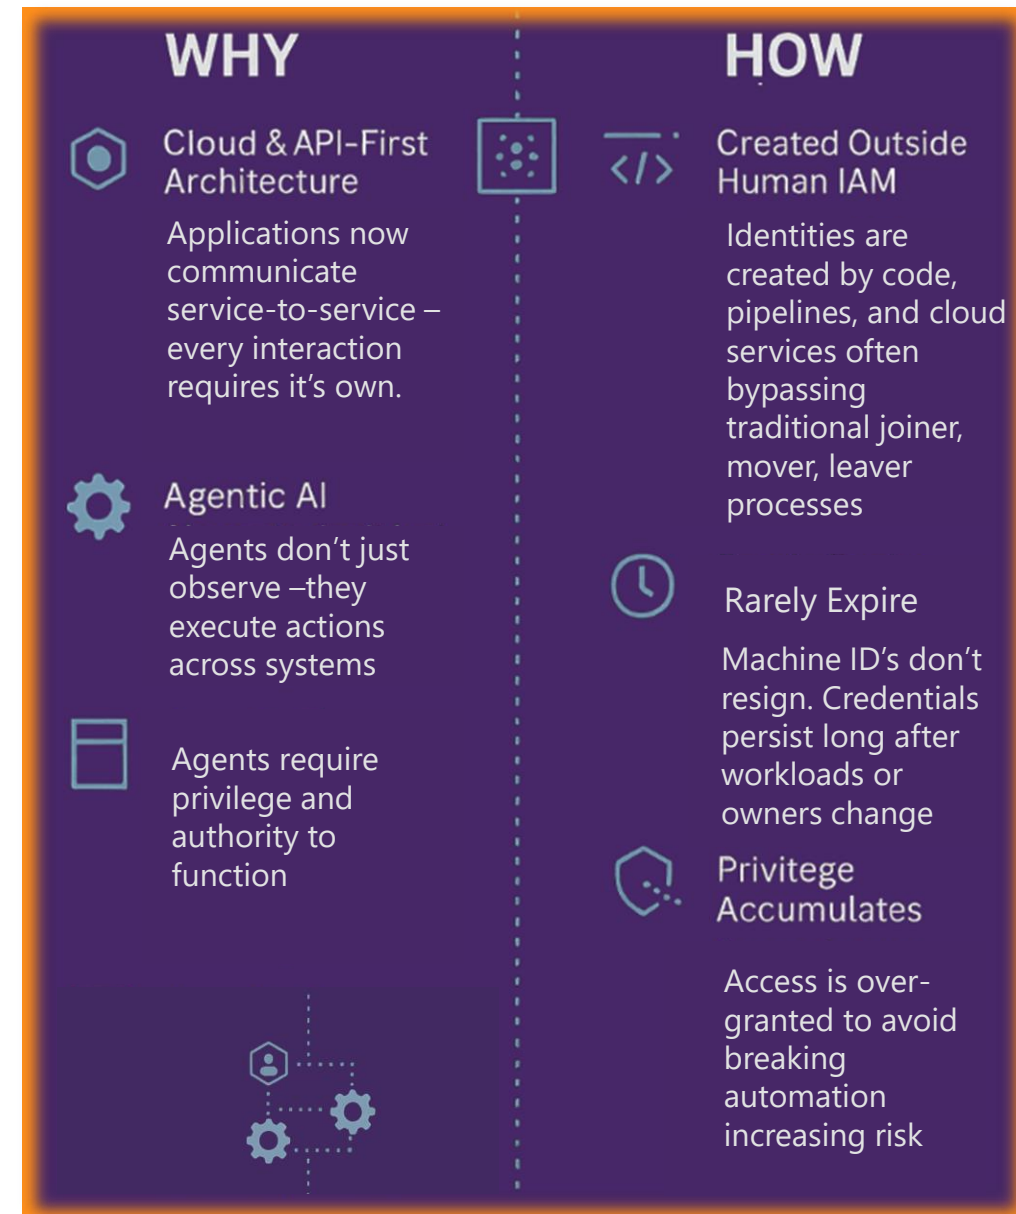 WHY
Cloud & API-First
Architecture
Applications now
communicate
service-to-service –
every interaction
requires it’s own.
Agentic AI
Agents don’t just
observe –they
execute actions
across systems
Agents require
privilege and
authority to
function
HOW
</>
Created Outside
Human IAM
Identities are
created by code,
pipelines, and cloud
services often
bypassing
traditional joiner,
mover, leaver
processes
Rarely Expire
Machine ID’s don’t
resign. Credentials
persist long after
workloads or
owners change
Privitege
Accumulates
Access is over-
granted to avoid
breaking
automation
increasing risk